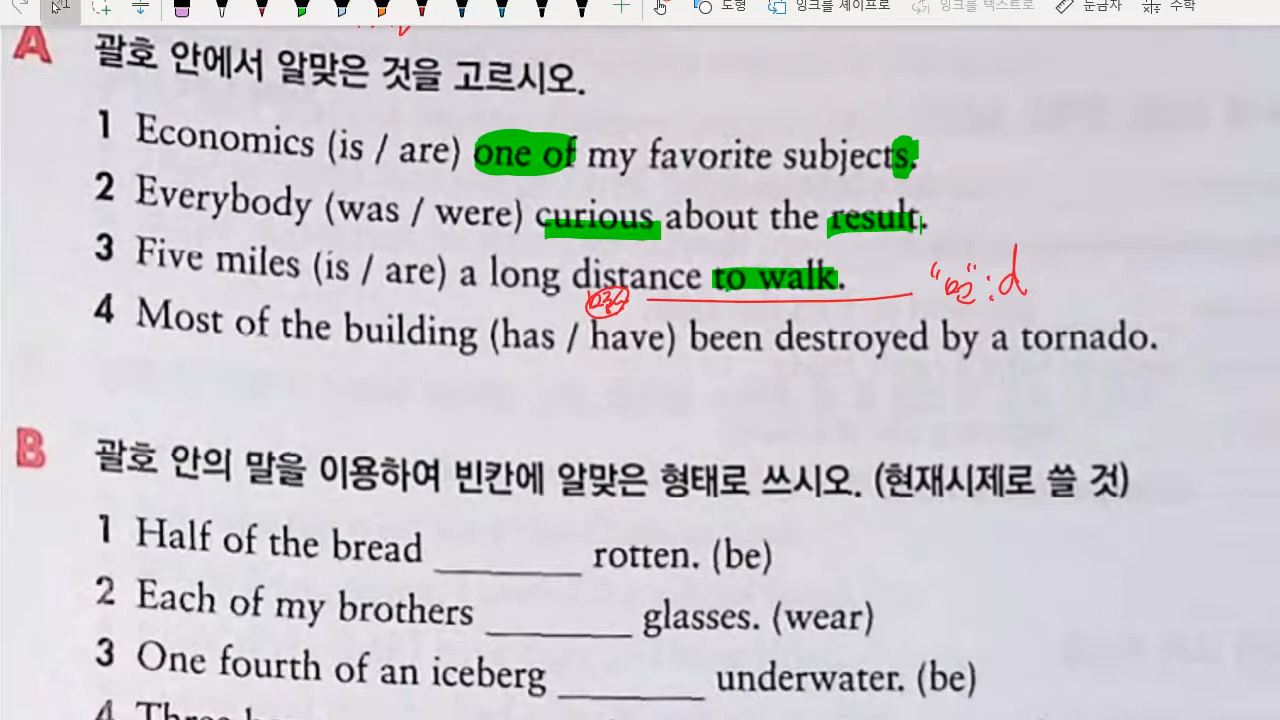 도형
잉크를 셰이프로
잉크를 텍스트로
눈금자
수학
A 괄호 안에서 알맞은 것을 고르시오.
1 Economics (is / are) one of my favorite subjects.
2 Everybody (was / were) curious about the result.
3 Five miles (is / are) a long distance to walk.
4 Most of the building (has / have) been destroyed by a tornado.
B 괄호 안의 말을 이용하여 빈칸에 알맞은 형태로 쓰시오. (현재시제로 쓸 것)
1 Half of the bread ______ rotten. (be)
2 Each of my brothers ______ glasses. (wear)
3 One fourth of an iceberg ______ underwater. (be)